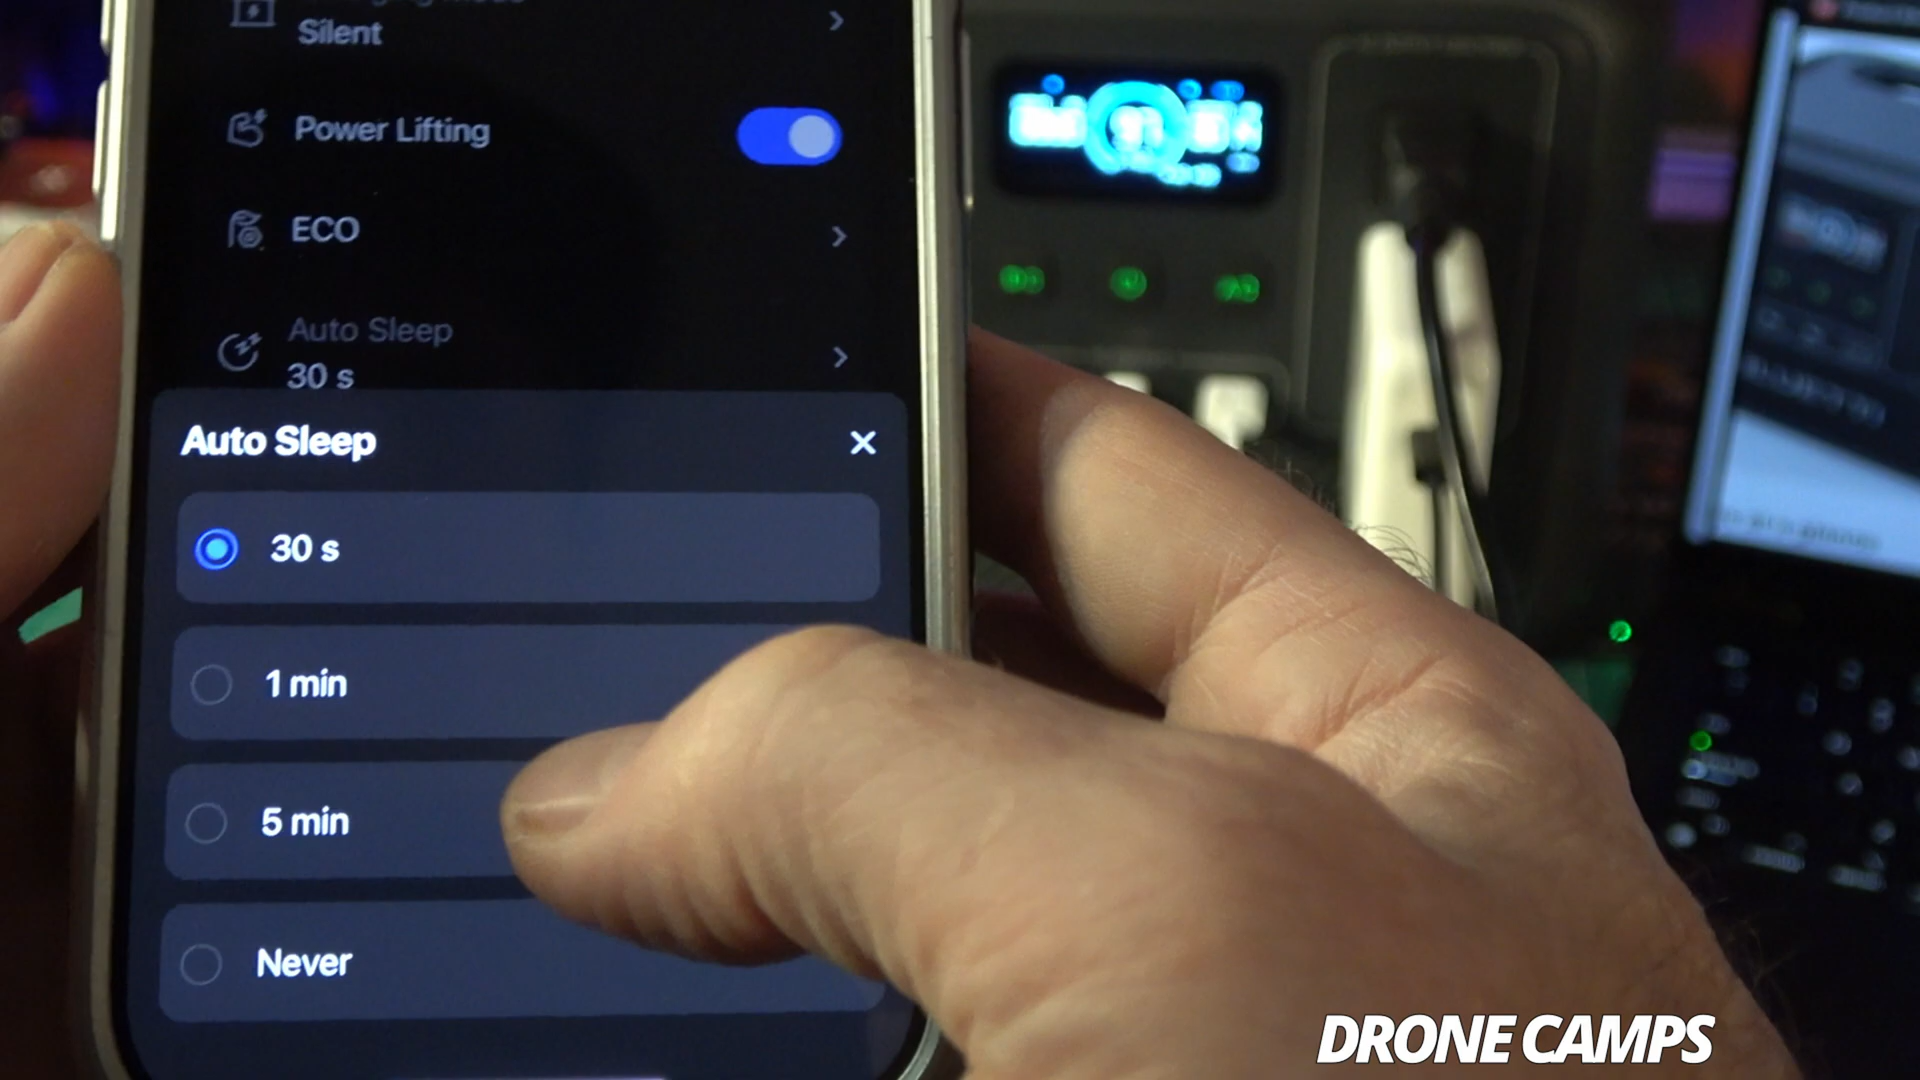 Silent
Power Lifting
ECO
Auto Sleep
30 s
Auto Sleep
30 s
1 min
5 min
Never
DRONE CAMPS